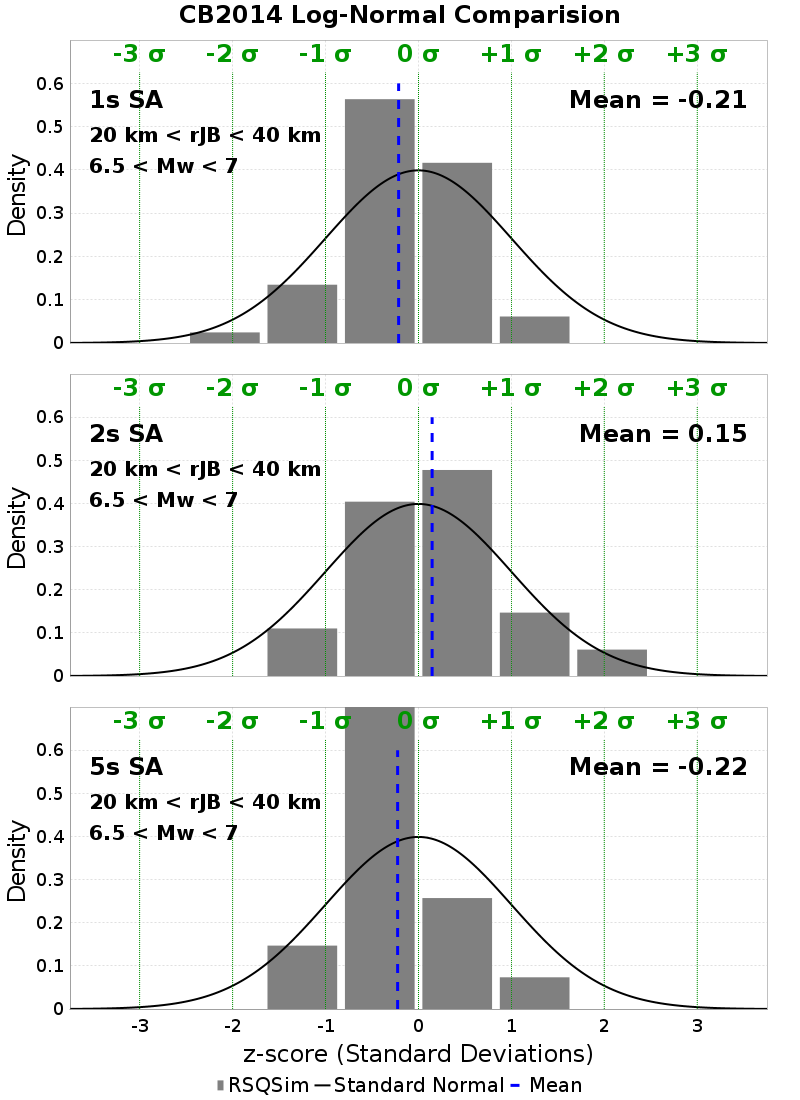 CB2014 Log-Normal Comparision
-3 σ -2 σ -1 σ 0 σ +1 σ +2 σ +3 σ
0.6
1s SA Mean = -0.21
0.5
20 km < rJB < 40 km
6.5 < Mw < 7
0.4
Density
0.3
0.2
0.1
0
-3 σ -2 σ -1 σ 0 σ +1 σ +2 σ +3 σ
0.6
2s SA Mean = 0.15
0.5
20 km < rJB < 40 km
6.5 < Mw < 7
0.4
Density
0.3
0.2
0.1
0
-3 σ -2 σ -1 σ 0 σ +1 σ +2 σ +3 σ
0.6
5s SA Mean = -0.22
0.5
20 km < rJB < 40 km
6.5 < Mw < 7
0.4
Density
0.3
0.2
0.1
0
-3 -2 -1 0 1 2 3
z-score (Standard Deviations)
RSQSim Standard Normal Mean